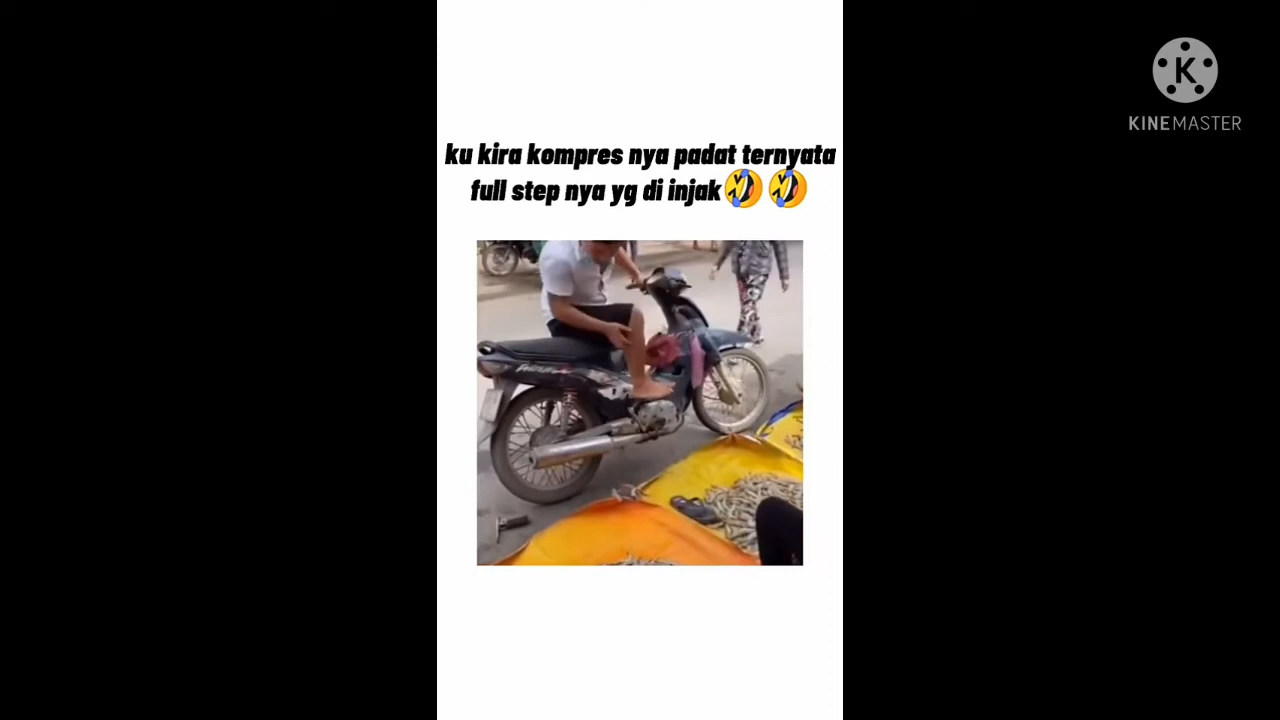 KINEMASTER
ku kira kompres nya padat ternyata
full step nya yg di injak🤣🤣